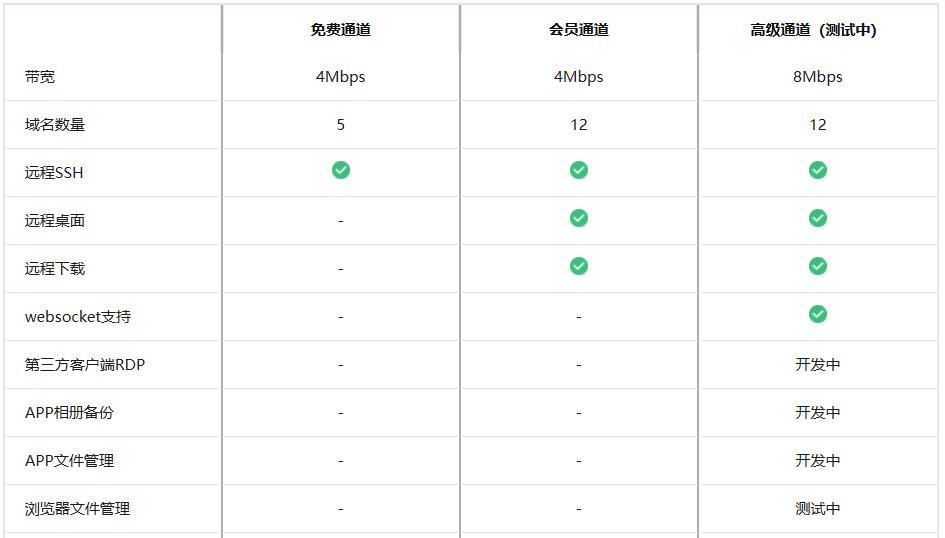 免费通道 会员通道 高级通道（测试中）
带宽 4Mbps 4Mbps 8Mbps
域名数量 5 12 12
远程SSH
远程桌面 -
远程下载 -
websocket支持 - -
第三方客户端RDP - - 开发中
APP相册备份 - - 开发中
APP文件管理 - - 开发中
浏览器文件管理 - - 测试中